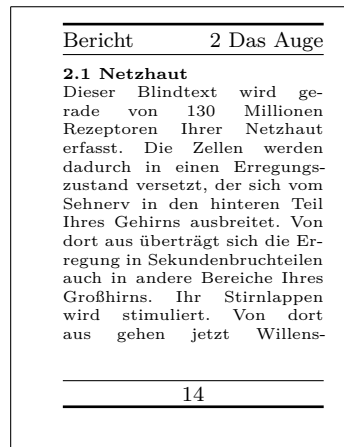 Bericht 2 Das Auge
2.1 Netzhaut
Dieser Blindtext wird ge-
rade von 130 Millionen
Rezeptoren Ihrer Netzhaut
erfasst. Die Zellen werden
dadurch in einen Erregungs-
zustand versetzt, der sich vom
Sehnerv in den hinteren Teil
Ihres Gehirns ausbreitet. Von
dort aus überträgt sich die Er-
regung in Sekundenbruchteilen
auch in andere Bereiche Ihres
Großhirns. Ihr Stirnlappen
wird stimuliert. Von dort
aus gehen jetzt Willens-
14